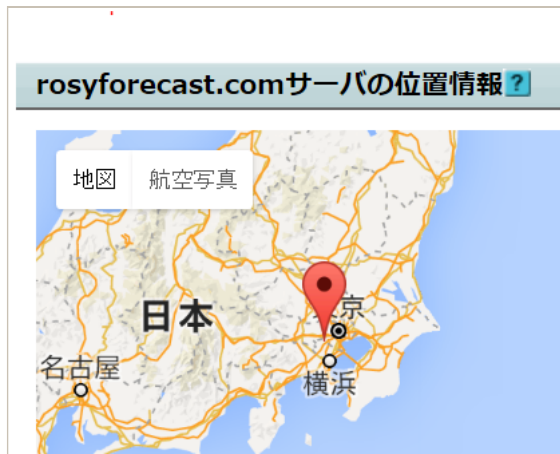 rosyforecast.comサーバの位置情報?
地図 航空写真
日本
京
名古屋
横浜